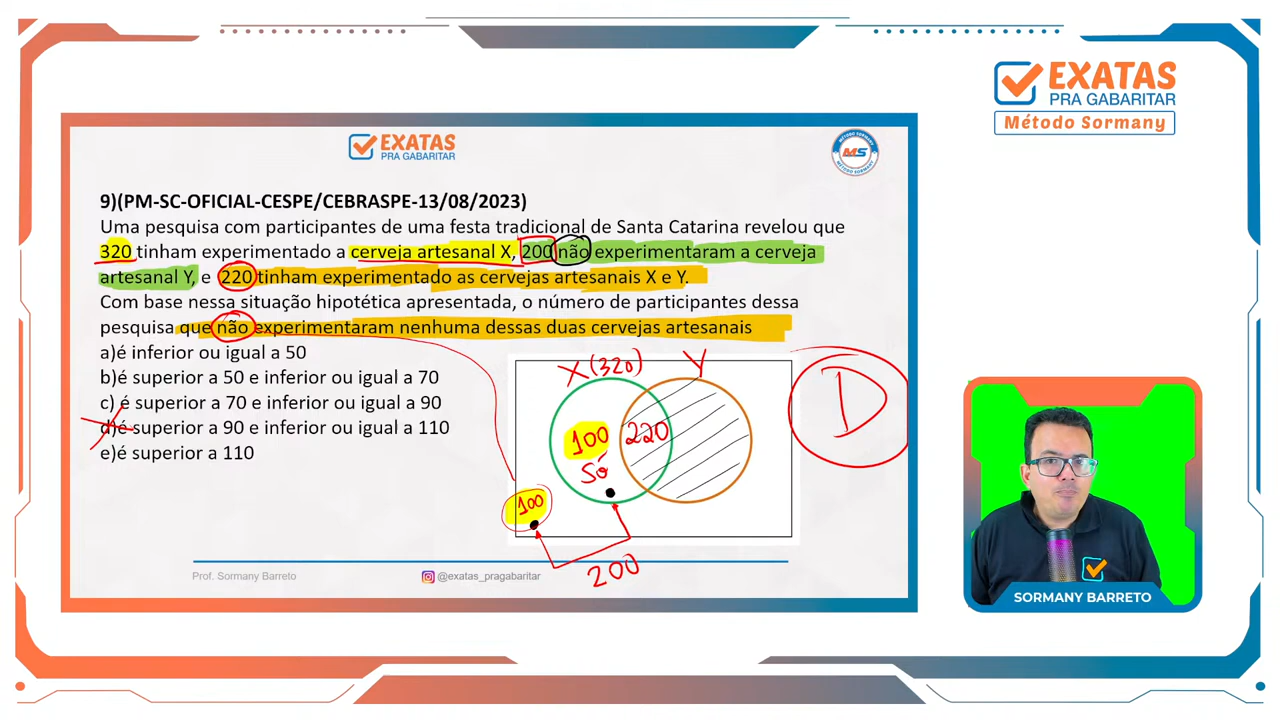 EXATAS
PRA GABARITAR
Método Sormany
EXATAS
PRA GABARITAR
MÉTODO SORMANY
MS
MÉTODO SORMANY
9)(PM-SC-OFICIAL-CESPE/CEBRASPE-13/08/2023)
Uma pesquisa com participantes de uma festa tradicional de Santa Catarina revelou que
320 tinham experimentado a cerveja artesanal X, 200 não experimentaram a cerveja
artesanal Y, e 220 tinham experimentado as cervejas artesanais X e Y.
Com base nessa situação hipotética apresentada, o número de participantes dessa
pesquisa que não experimentaram nenhuma dessas duas cervejas artesanais
a)é inferior ou igual a 50
b)é superior a 50 e inferior ou igual a 70
c) é superior a 70 e inferior ou igual a 90
d)é superior a 90 e inferior ou igual a 110
e)é superior a 110
X (320) Y
D
100 220
Só
100
200
Prof. Sormany Barreto
@exatas_pragabaritar
SORMANY BARRETO